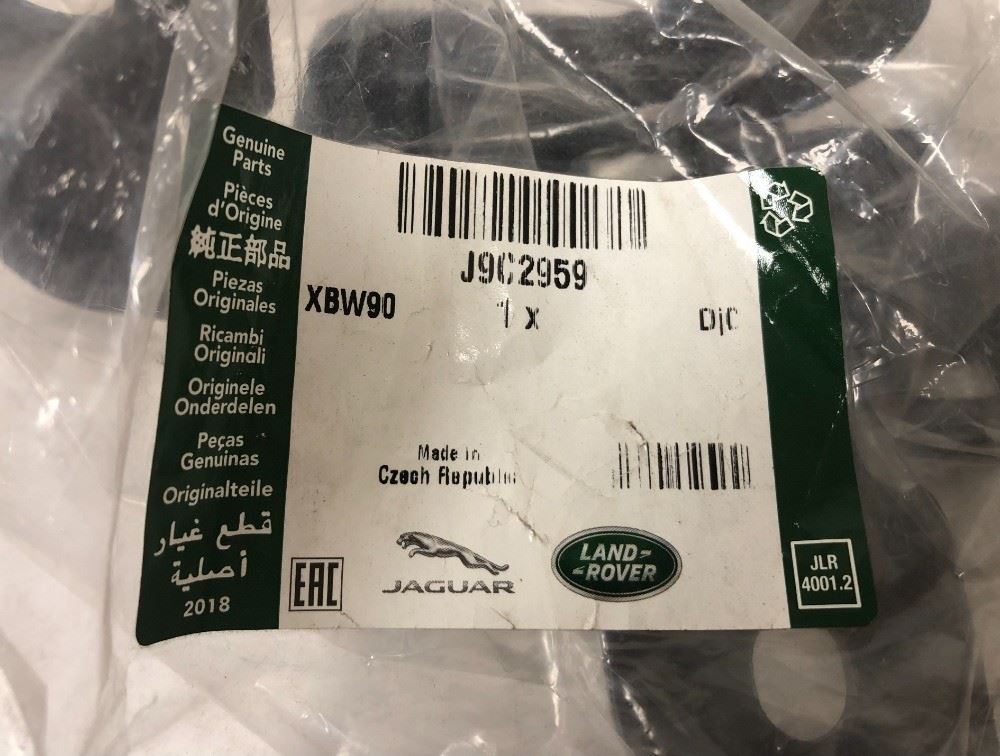 Genuine
Parts
Pièces
d'Origine
純正部品
Piezas
Originales
Ricambi
Originali
Originele
Onderdelen
Peças
Genuinas
Originalteile
قطع غيار
أصلية
2018
J9C2959
XBW90
1 x
Made in
Czech Republic
EAC
JAGUAR
LAND-
-ROVER
JLR
4001.2